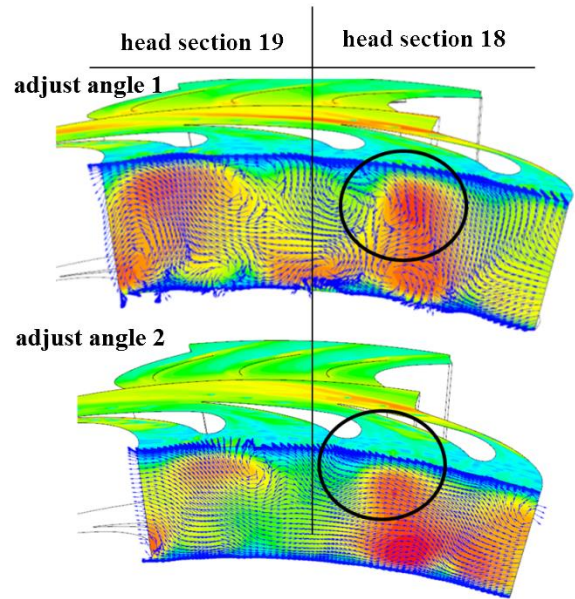 head section 19
head section 18
adjust angle 1
adjust angle 2